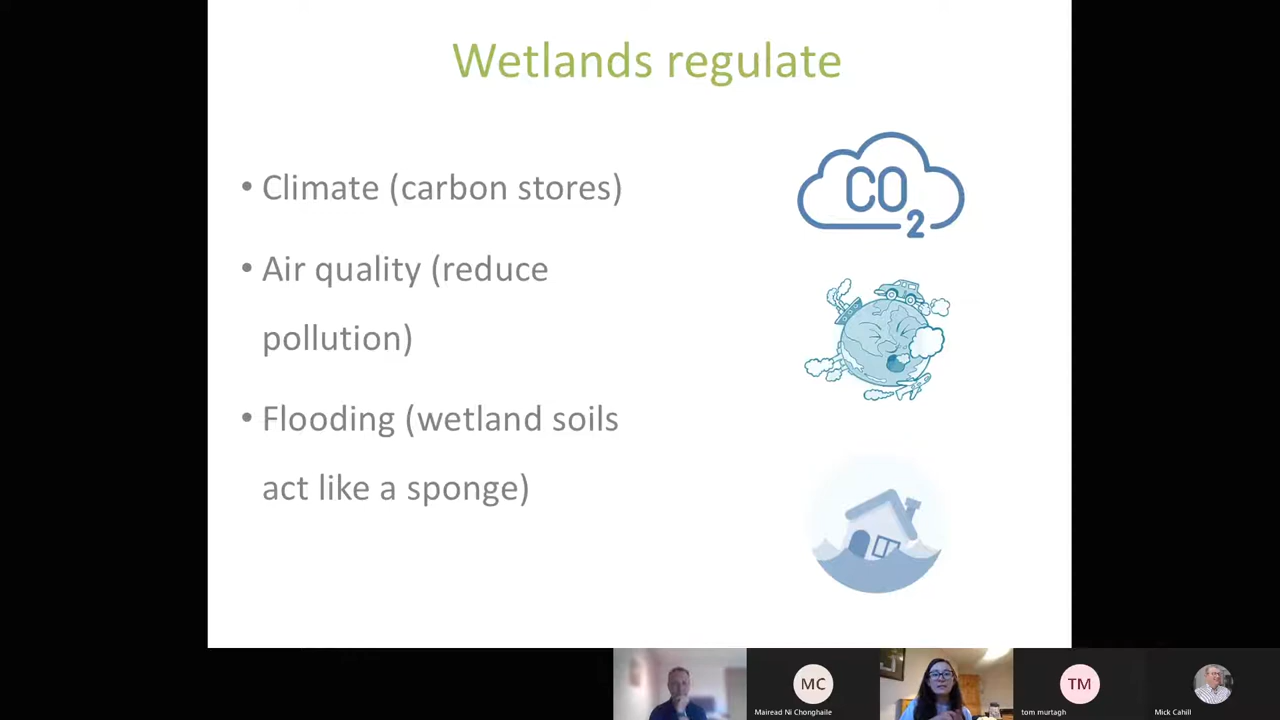 Wetlands regulate
• Climate (carbon stores)
• Air quality (reduce
pollution)
• Flooding (wetland soils
act like a sponge)
CO2
MC
TM
Mairead Ni Chonghaile
tom murtagh
Mick Cahill